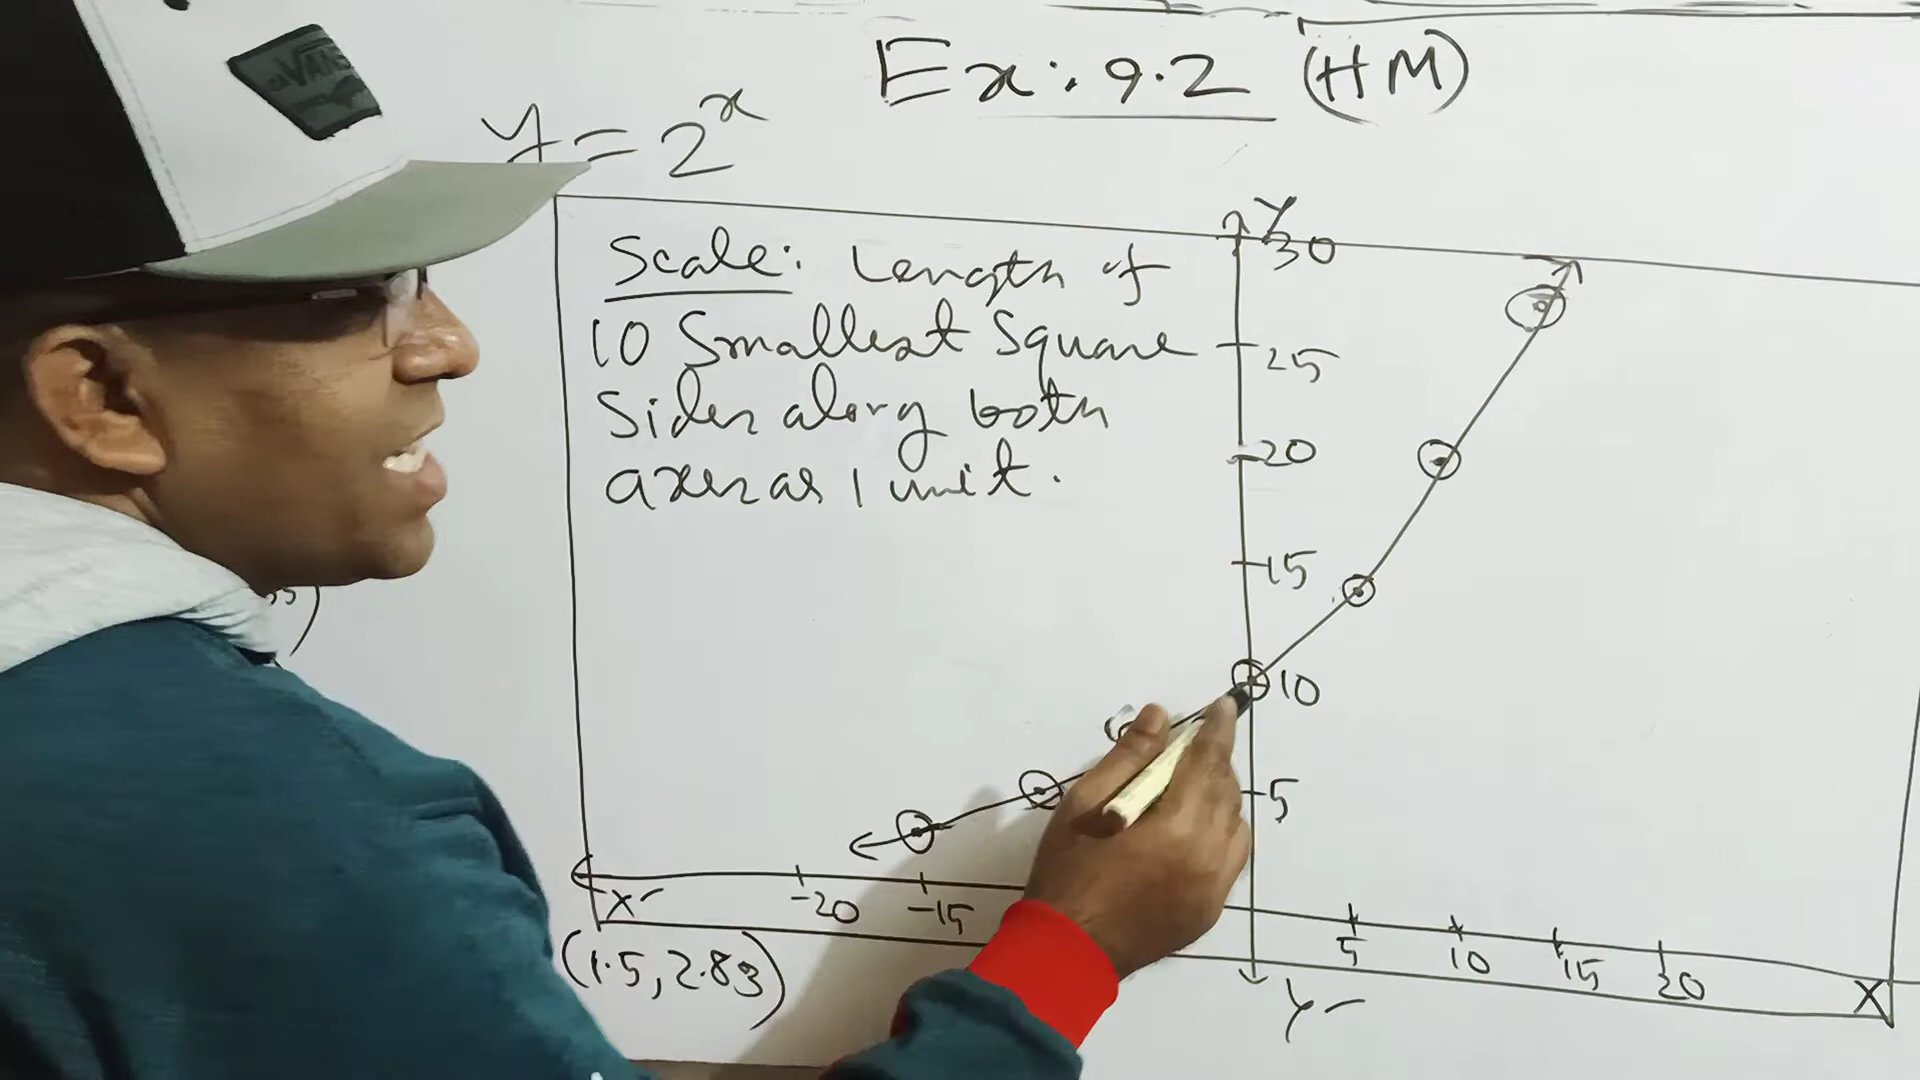 VANS
Ex: 9.2 (HM)
y = 2^x
Scale: Length of
10 Smallest Square
Sides along both
axes as 1 unit.
Y
30
25
20
15
10
5
X-
-20
-15
5
10
15
20
X
(1.5, 2.83)
Y-